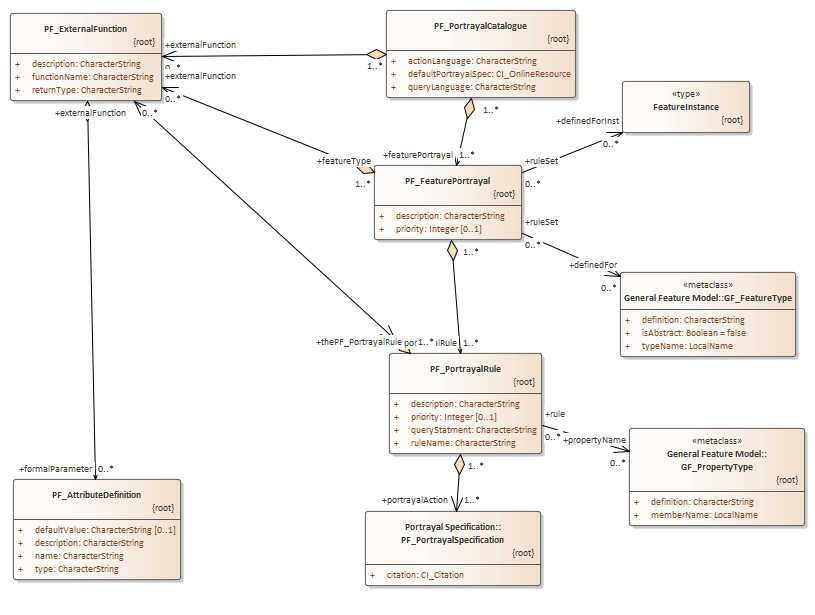 PF_ExternalFunction
{root}
+ description: CharacterString
+ functionName: CharacterString
+ returnType: CharacterString
+externalFunction
0..*
+externalFunction
0..*
+externalFunction
0..*
1..*
PF_PortrayalCatalogue
{root}
+ actionLanguage: CharacterString
+ defaultPortrayalSpec: CI_OnlineResource
+ queryLanguage: CharacterString
1..*
+featurePortrayal 1..*
«type»
FeatureInstance
{root}
+definedForInst
0..*
+ruleSet
0..*
+featureType
1..*
PF_FeaturePortrayal
{root}
+ description: CharacterString
+ priority: Integer [0..1]
+ruleSet
0..*
+definedFor
0..*
1..*
«metaclass»
General Feature Model::GF_FeatureType
+ definition: CharacterString
+ isAbstract: Boolean = false
+ typeName: LocalName
+thePF_PortrayalRule
1..*
1..*
PF_PortrayalRule
{root}
+ description: CharacterString
+ priority: Integer [0..1]
+ queryStatment: CharacterString
+ ruleName: CharacterString
+rule
0..*
+propertyName
0..*
«metaclass»
General Feature Model::
GF_PropertyType
{root}
+ definition: CharacterString
+ memberName: LocalName
1..*
+portrayalAction 1..*
Portrayal Specification::
PF_PortrayalSpecification
{root}
+ citation: CI_Citation
+formalParameter 0..*
PF_AttributeDefinition
{root}
+ defaultValue: CharacterString [0..1]
+ description: CharacterString
+ name: CharacterString
+ type: CharacterString